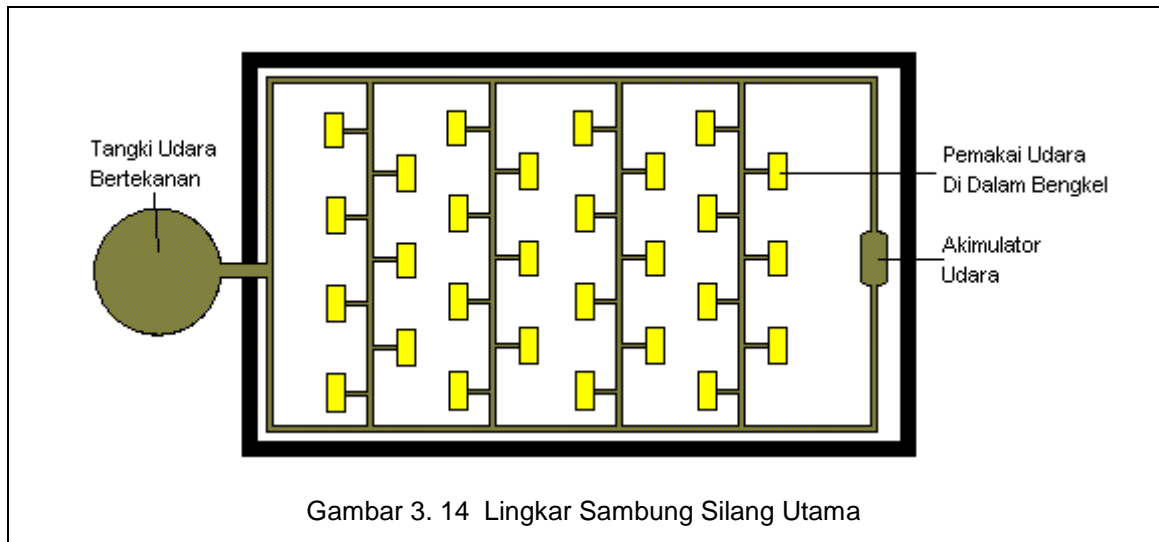 Tangki Udara
Bertekanan
Pemakai Udara
Di Dalam Bengkel
Akimulator
Udara
Gambar 3. 14 Lingkar Sambung Silang Utama